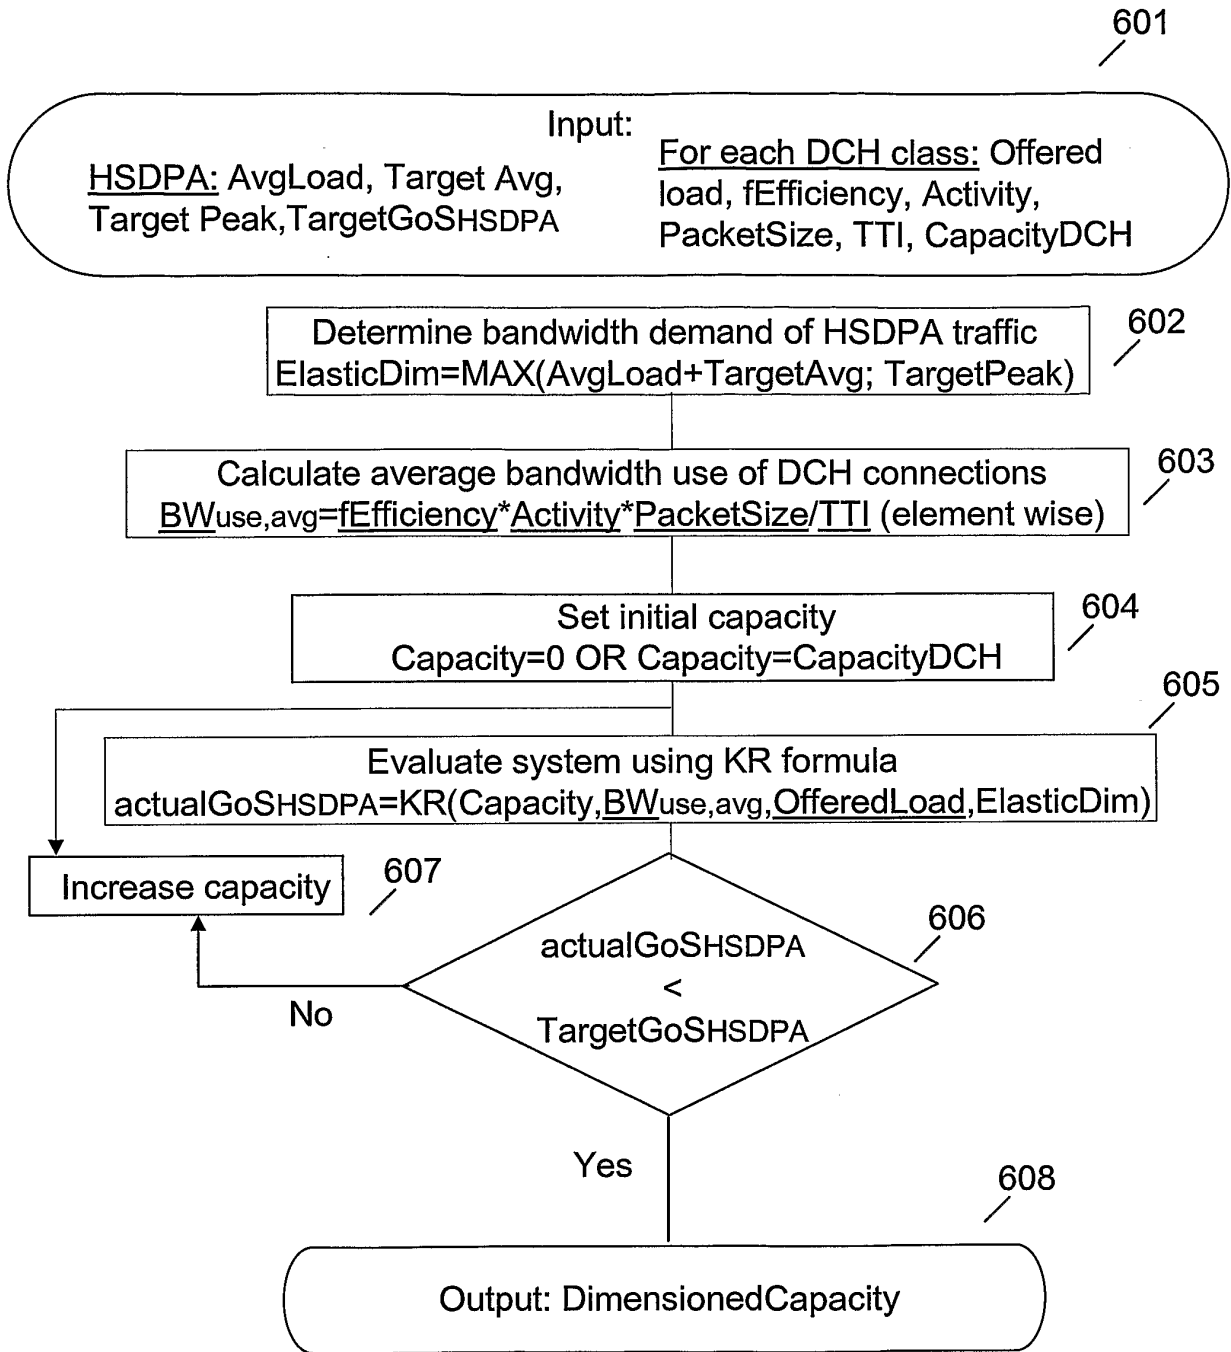 601
Input:
HSDPA: AvgLoad, Target Avg,
Target Peak,TargetGoSHSDPA
For each DCH class: Offered
load, fEfficiency, Activity,
PacketSize, TTI, CapacityDCH
Determine bandwidth demand of HSDPA traffic
ElasticDim=MAX(AvgLoad+TargetAvg; TargetPeak)
602
Calculate average bandwidth use of DCH connections
BWuse,avg=fEfficiency*Activity*PacketSize/TTI (element wise)
603
Set initial capacity
Capacity=0 OR Capacity=CapacityDCH
604
605
Evaluate system using KR formula
actualGoSHSDPA=KR(Capacity,BWuse,avg,OfferedLoad,ElasticDim)
Increase capacity
607
actualGoSHSDPA
<
TargetGoSHSDPA
606
No
Yes
608
Output: DimensionedCapacity